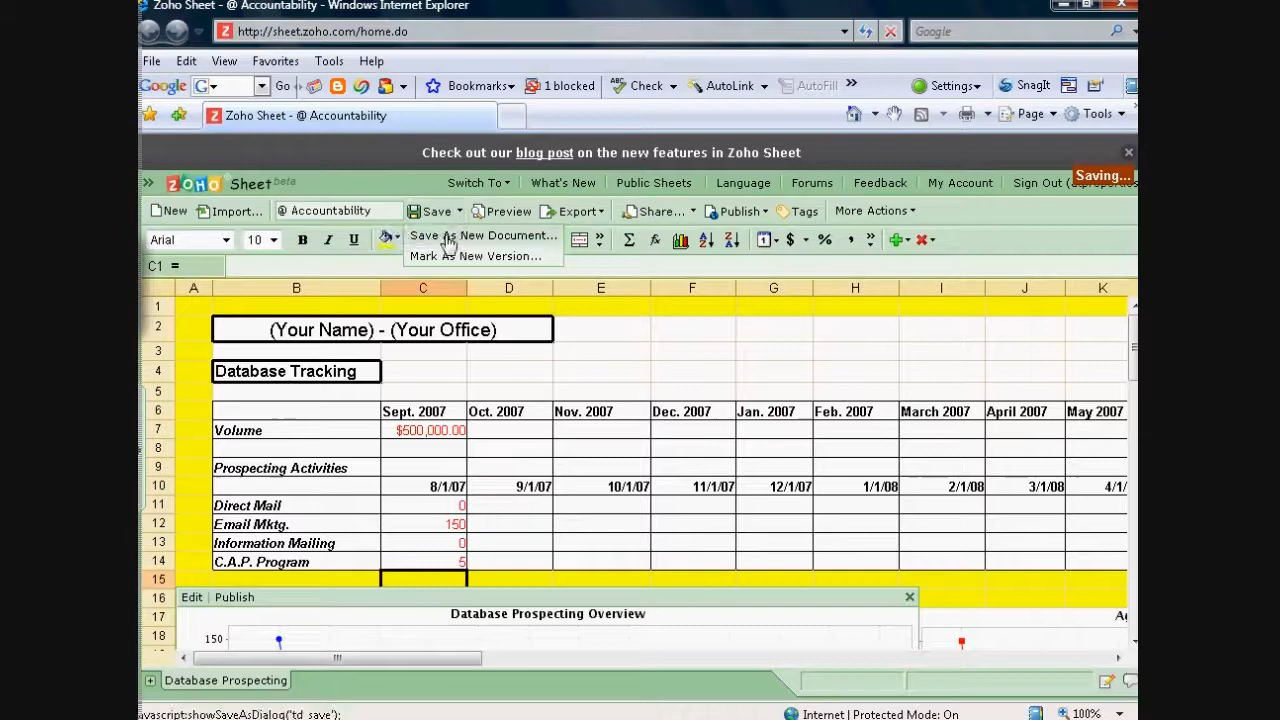 Zoho Sheet - @ Accountability - Windows Internet Explorer
http://sheet.zoho.com/home.do
Google
File Edit View Favorites Tools Help
Google G Go Bookmarks 1 blocked Check AutoLink AutoFill Settings SnagIt
Zoho Sheet - @ Accountability Page Tools
Check out our blog post on the new features in Zoho Sheet
Saving...
ZOHO Sheet Beta Switch To What's New Public Sheets Language Forums Feedback My Account Sign Out
New Import... @ Accountability Save Preview Export Share... Publish Tags More Actions
Arial 10 B I U Σ fx $ % ,
Save As New Document...
Mark As New Version...
C1 =
A B C D E F G H I J K
1
2 (Your Name) - (Your Office)
3
4 Database Tracking
5
6 Sept. 2007 Oct. 2007 Nov. 2007 Dec. 2007 Jan. 2007 Feb. 2007 March 2007 April 2007 May 2007
7 Volume $500,000.00
8
9 Prospecting Activities
10 8/1/07 9/1/07 10/1/07 11/1/07 12/1/07 1/1/08 2/1/08 3/1/08 4/1/
11 Direct Mail 0
12 Email Mktg. 150
13 Information Mailing 0
14 C.A.P. Program 5
15
16 Edit Publish
17 Database Prospecting Overview
18 150
Database Prospecting
javascript:showSaveAsDialog('td_save'); Internet | Protected Mode: On 100%